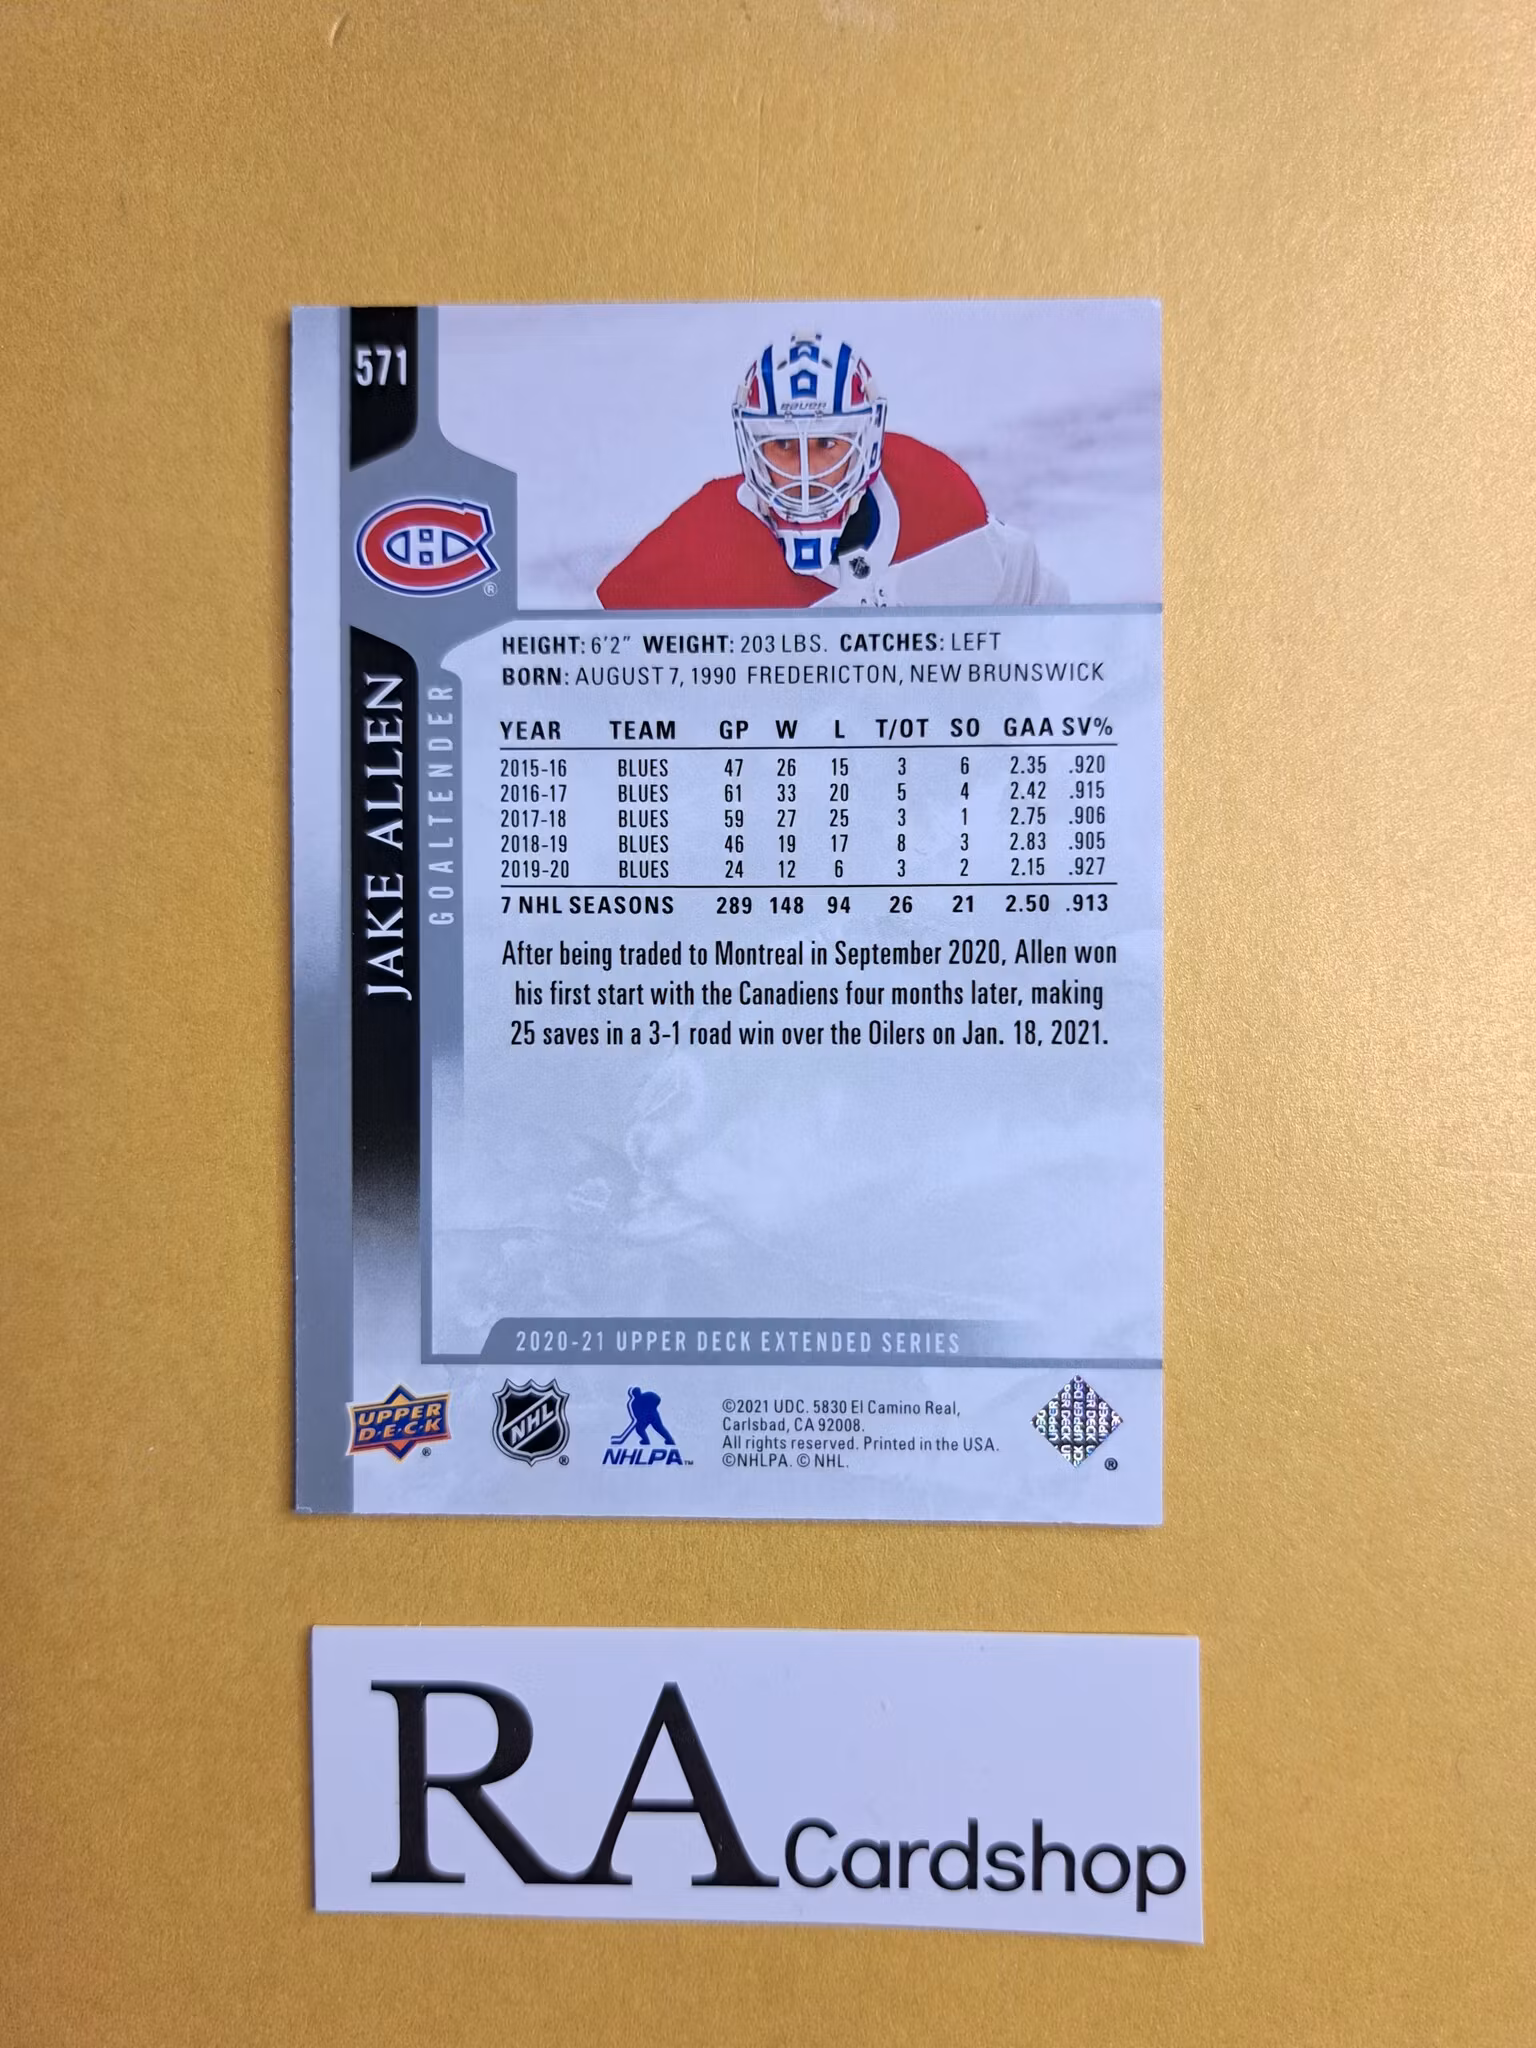 571
BAUER
®
JAKE ALLEN
GOALTENDER
HEIGHT: 6'2" WEIGHT: 203 LBS. CATCHES: LEFT
BORN: AUGUST 7, 1990 FREDERICTON, NEW BRUNSWICK
YEAR TEAM GP W L T/OT SO GAA SV%
2015-16 BLUES 47 26 15 3 6 2.35 .920
2016-17 BLUES 61 33 20 5 4 2.42 .915
2017-18 BLUES 59 27 25 3 1 2.75 .906
2018-19 BLUES 46 19 17 8 3 2.83 .905
2019-20 BLUES 24 12 6 3 2 2.15 .927
7 NHL SEASONS 289 148 94 26 21 2.50 .913
After being traded to Montreal in September 2020, Allen won
his first start with the Canadiens four months later, making
25 saves in a 3-1 road win over the Oilers on Jan. 18, 2021.
2020-21 UPPER DECK EXTENDED SERIES
UPPER
DECK®
NHL®
NHLPA™
©2021 UDC. 5830 El Camino Real,
Carlsbad, CA 92008.
All rights reserved. Printed in the USA.
©NHLPA. © NHL.
UPPER DECK
®
RA Cardshop